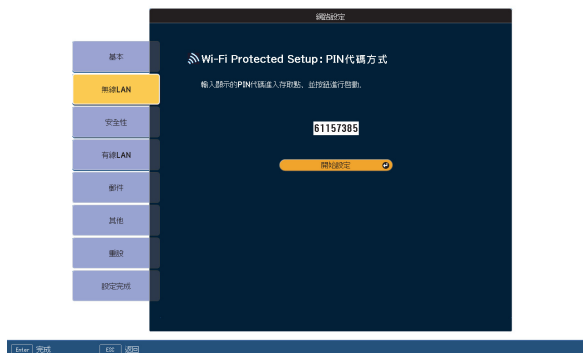 網路設定
基本
無線LAN
安全性
有線LAN
郵件
其他
重設
設定完成
Wi-Fi Protected Setup: PIN代碼方式
輸入顯示的PIN代碼進入存取點，並按鈕進行啓動。
61157385
開始設定
Enter 完成
ESC 返回